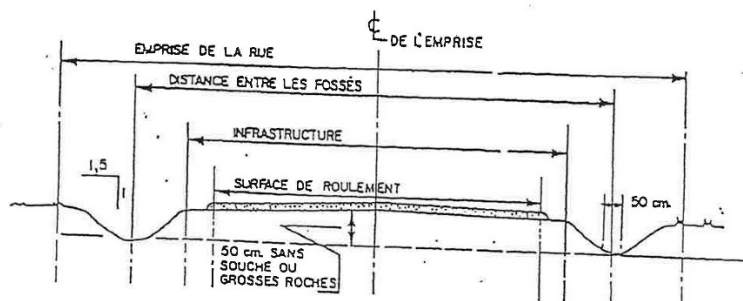 ℄
DE L'EMPRISE
EMPRISE DE LA RUE
DISTANCE ENTRE LES FOSSÉS
INFRASTRUCTURE
1,5
1
SURFACE DE ROULEMENT
50 cm.
50 cm. SANS
SOUCHE OU
GROSSES ROCHES